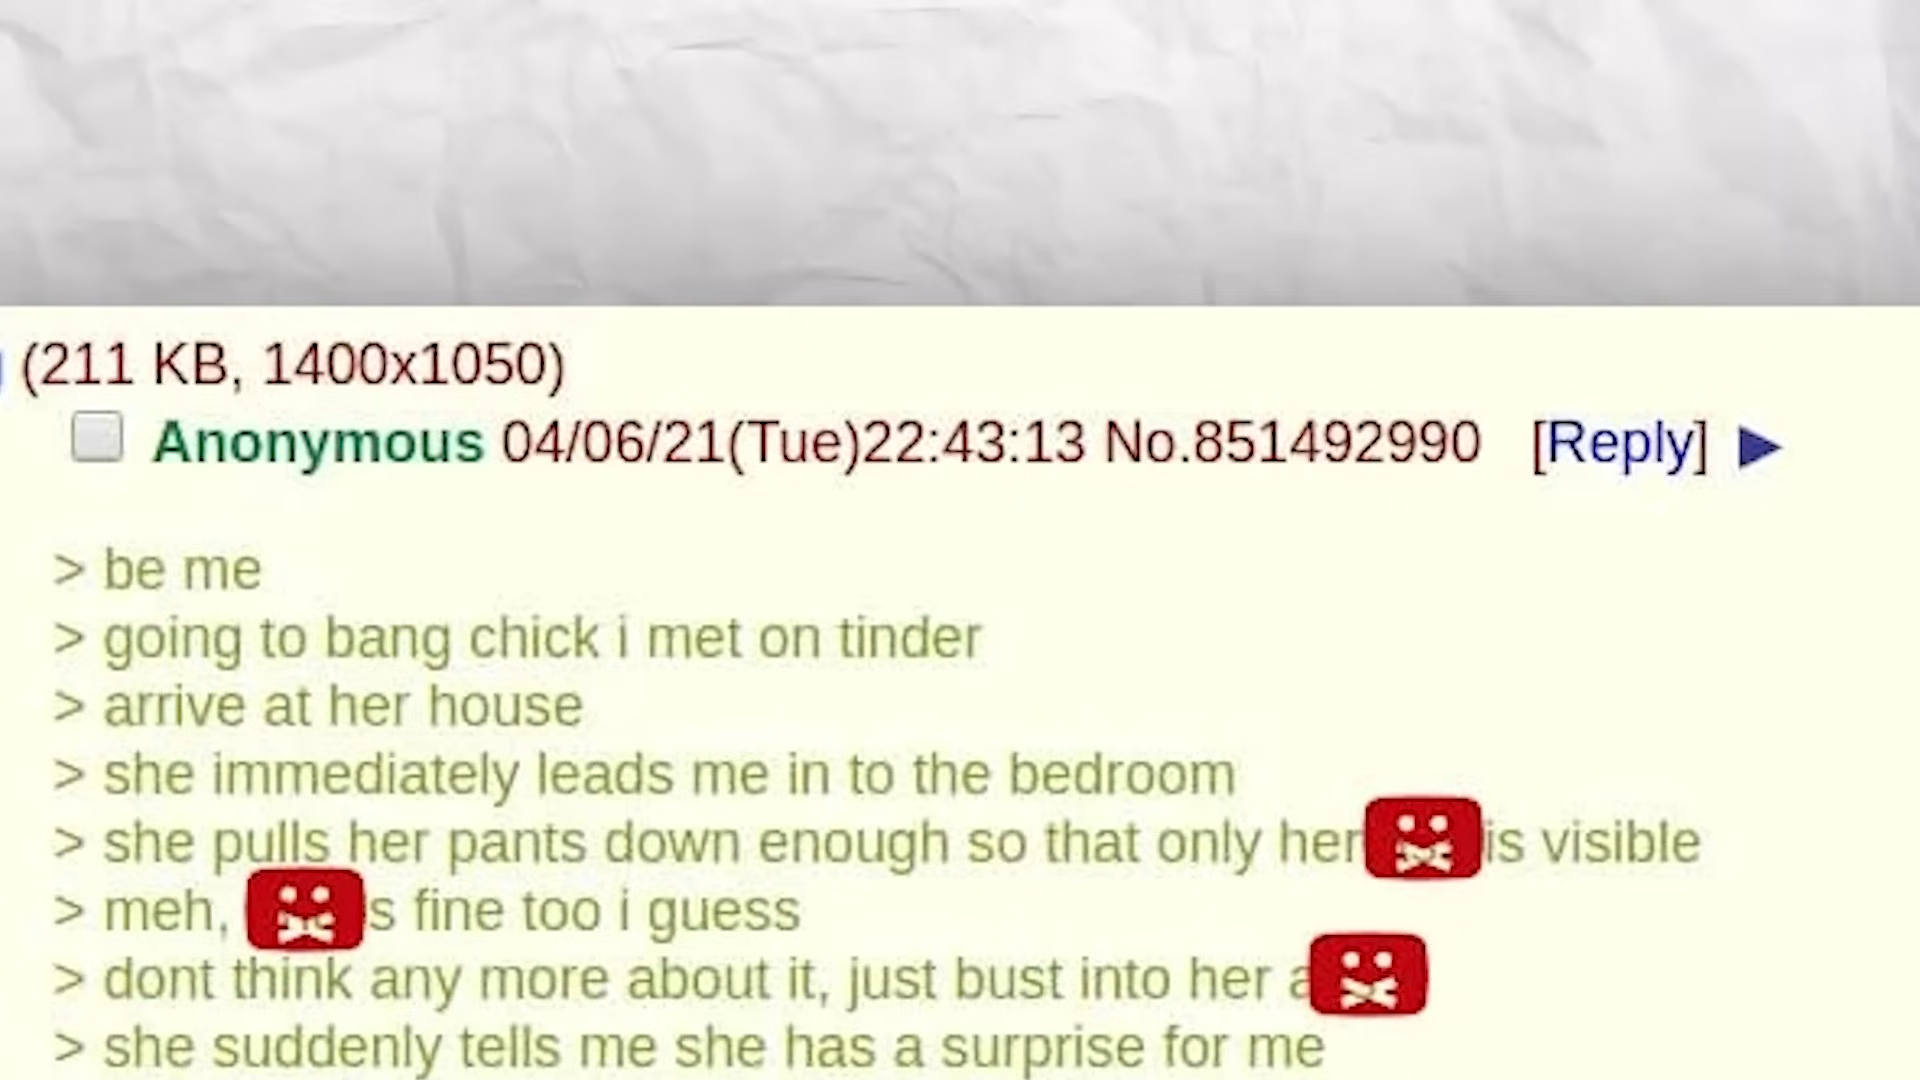 (211 KB, 1400x1050)
Anonymous 04/06/21(Tue)22:43:13 No.851492990 [Reply] ▶
> be me
> going to bang chick i met on tinder
> arrive at her house
> she immediately leads me in to the bedroom
> she pulls her pants down enough so that only her is visible
> meh, s fine too i guess
> dont think any more about it, just bust into her a
> she suddenly tells me she has a surprise for me